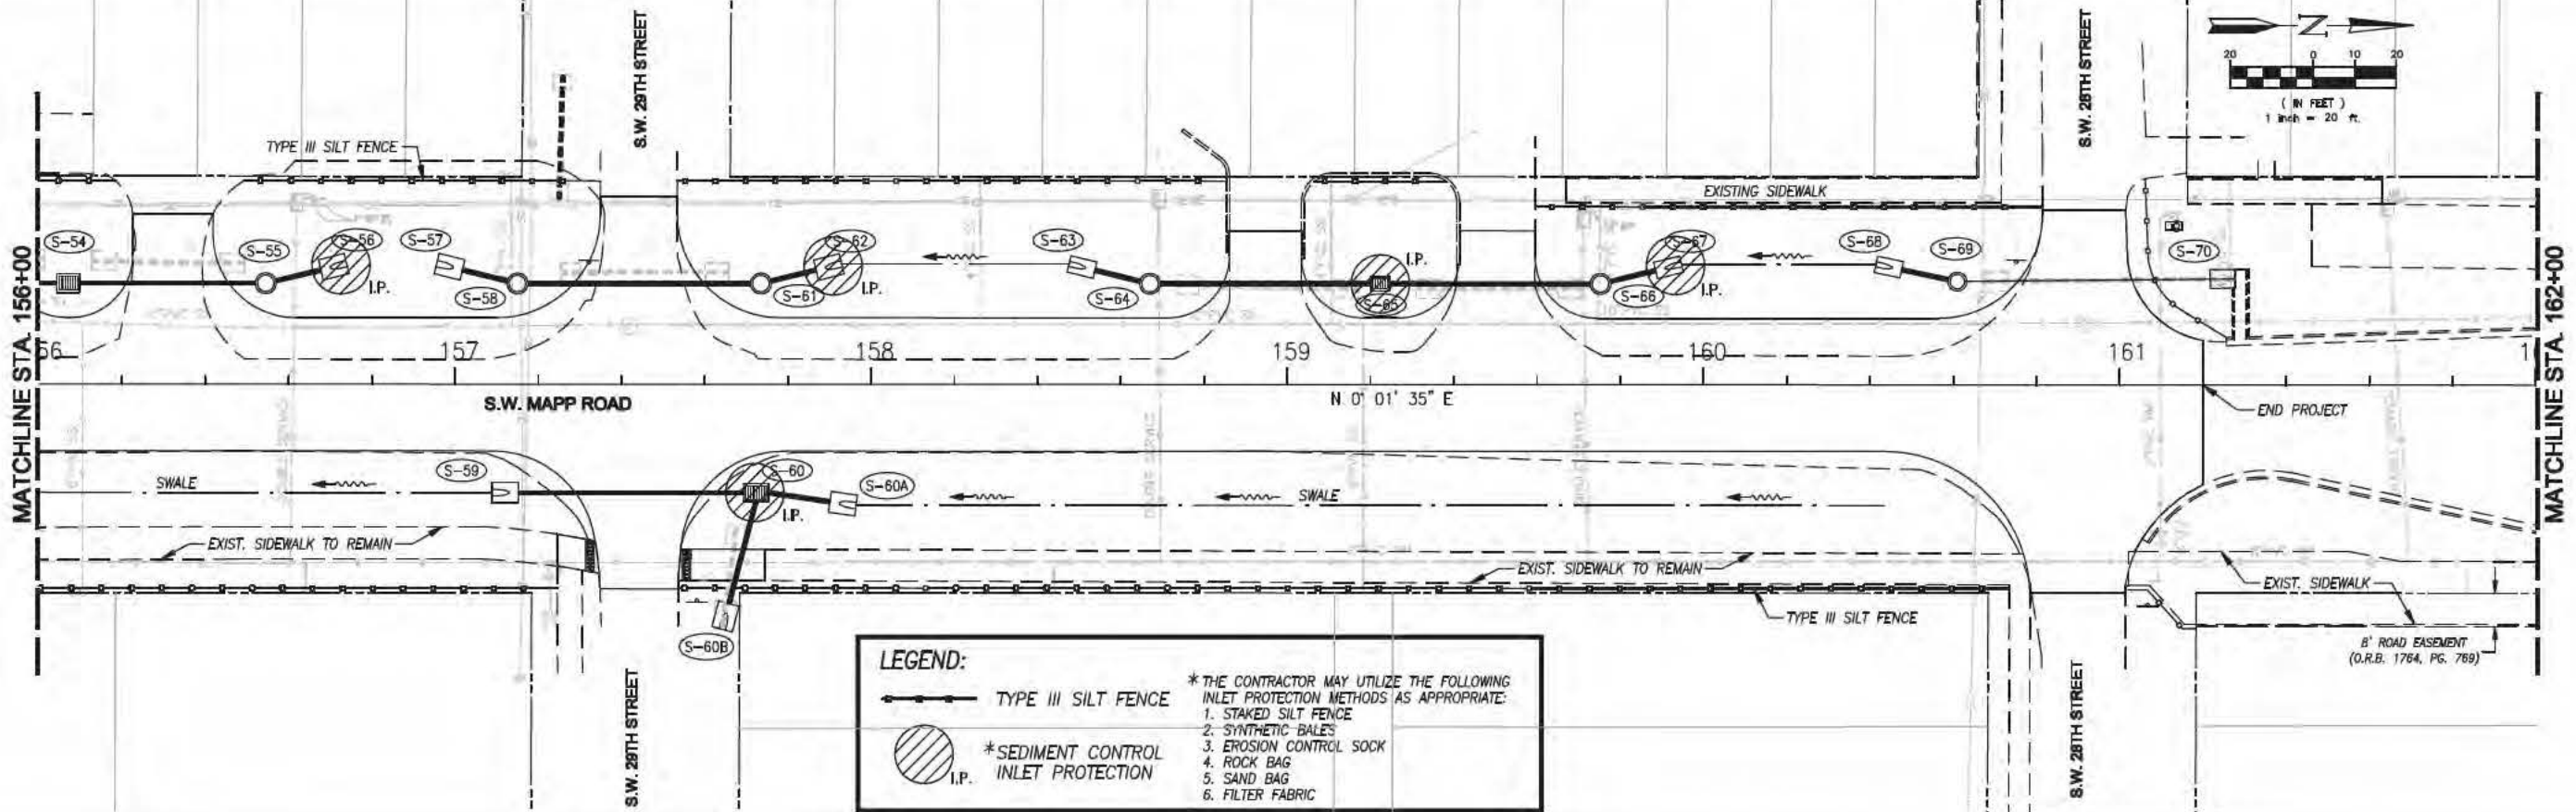 S.W. 29TH STREET
S.W. 28TH STREET
N
20 0 10 20
( IN FEET )
1 inch = 20 ft.
MATCHLINE STA. 156+00
MATCHLINE STA. 162+00
TYPE III SILT FENCE
EXISTING SIDEWALK
S-54
S-55
S-56
I.P.
S-57
S-58
S-61
S-62
I.P.
S-63
S-64
I.P.
S-65
S-66
S-67
I.P.
S-68
S-69
S-70
56
157
158
159
160
161
S.W. MAPP ROAD
N 0° 01' 35" E
END PROJECT
SWALE
S-59
S-60
I.P.
S-60A
SWALE
EXIST. SIDEWALK TO REMAIN
EXIST. SIDEWALK TO REMAIN
EXIST. SIDEWALK
TYPE III SILT FENCE
S-60B
8' ROAD EASEMENT
(O.R.B. 1764, PG. 769)
S.W. 29TH STREET
S.W. 28TH STREET
LEGEND:
TYPE III SILT FENCE
*SEDIMENT CONTROL
INLET PROTECTION
I.P.
* THE CONTRACTOR MAY UTILIZE THE FOLLOWING
INLET PROTECTION METHODS AS APPROPRIATE:
1. STAKED SILT FENCE
2. SYNTHETIC BALES
3. EROSION CONTROL SOCK
4. ROCK BAG
5. SAND BAG
6. FILTER FABRIC